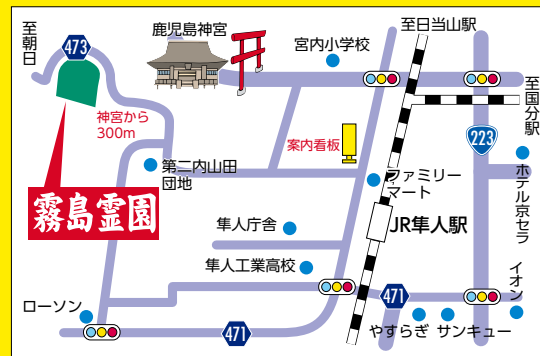 至朝日
473
鹿児島神宮
宮内小学校
至日当山駅
至国分駅
神宮から
300m
案内看板
223
第二内山田
団地
ファミリー
マート
ホテル京セラ
霧島霊園
隼人庁舎
JR隼人駅
隼人工業高校
イオン
ローソン
471
471
やすらぎ
サンキュー